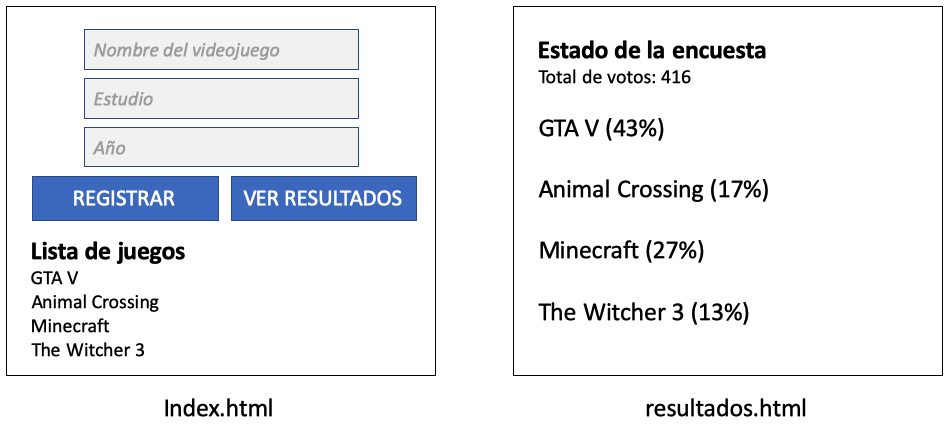 Nombre del videojuego
Estudio
Año
REGISTRAR
VER RESULTADOS
Lista de juegos
GTA V
Animal Crossing
Minecraft
The Witcher 3
Index.html
Estado de la encuesta
Total de votos: 416
GTA V (43%)
Animal Crossing (17%)
Minecraft (27%)
The Witcher 3 (13%)
resultados.html